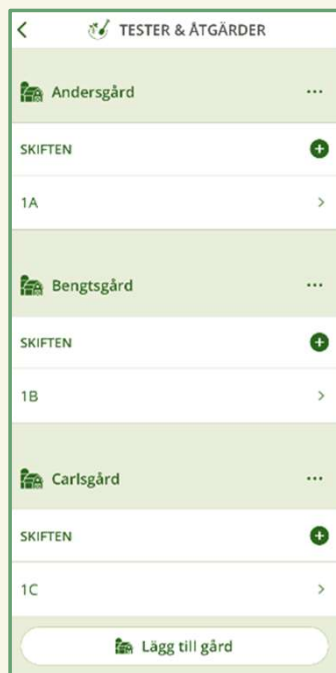 TESTER & ÅTGÄRDER
Andersgård
SKIFTEN
1A
Bengtsgård
SKIFTEN
1B
Carlsgård
SKIFTEN
1C
Lägg till gård